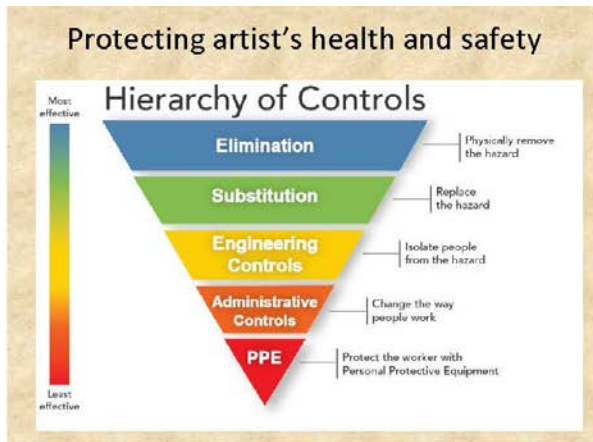 Protecting artist's health and safety
Hierarchy of Controls
Most
effective
Elimination
Physically remove
the hazard
Substitution
Replace
the hazard
Engineering
Controls
Isolate people
from the hazard
Administrative
Controls
Change the way
people work
PPE
Protect the worker with
Personal Protective Equipment
Least
effective